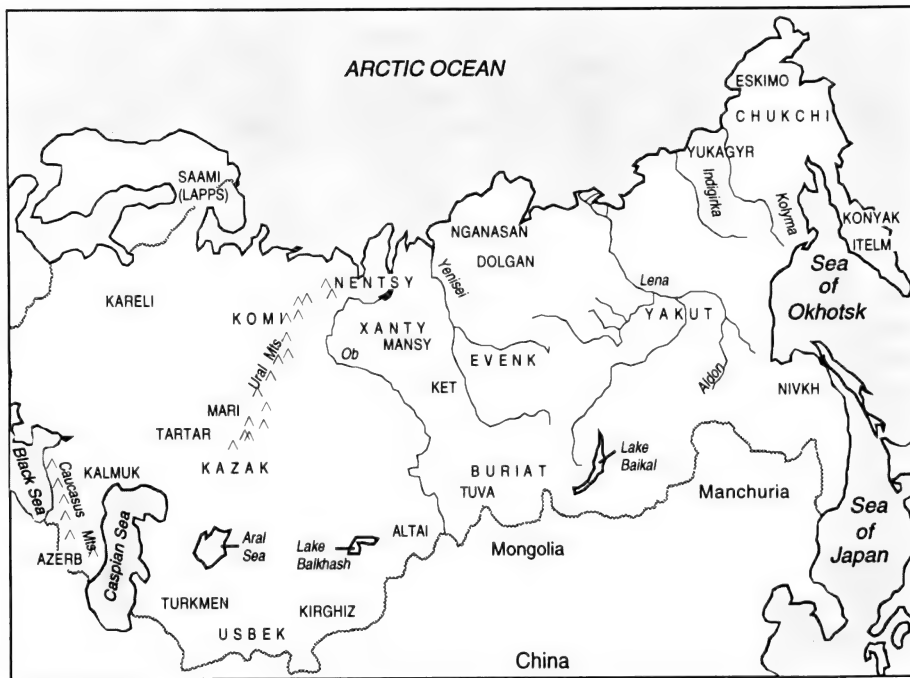 ARCTIC OCEAN
ESKIMO
CHUKCHI
YUKAGYR
Indigirka
Kolyma
SAAMI
(LAPPS)
KONYAK
ITELM
NGANASAN
DOLGAN
Yenisei
Lena
Sea
of
Okhotsk
NENTSY
KARELI
KOMI
XANTY
MANSY
YAKUT
Ural Mts.
Ob
EVENK
Aldon
KET
NIVKH
MARI
TARTAR
KAZAK
Black Sea
Caucasus
Mts.
KALMUK
BURIAT
TUVA
Lake
Baikal
Manchuria
Caspian Sea
AZERB
Aral
Sea
Lake
Balkhash
ALTAI
Mongolia
Sea
of
Japan
TURKMEN
KIRGHIZ
USBEK
China